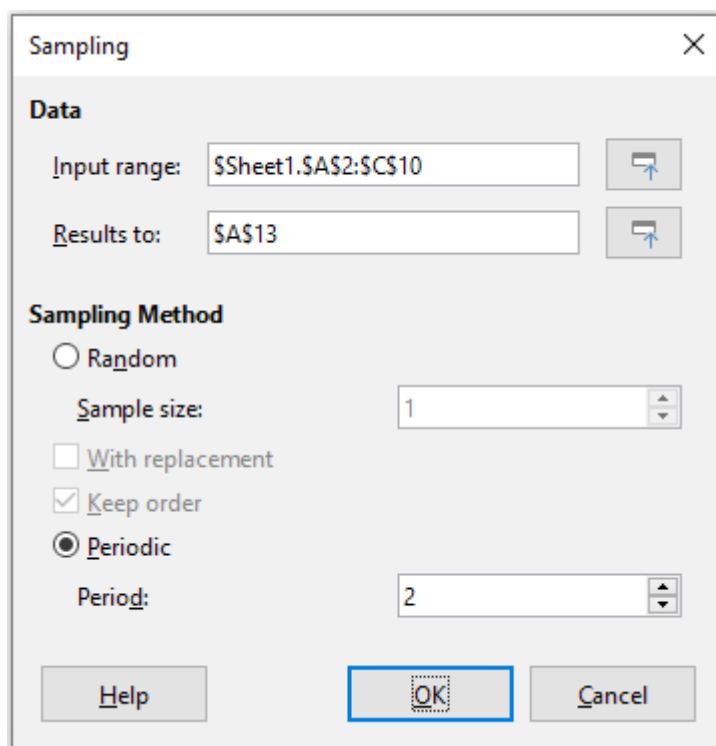 Sampling
Data
Input range: $Sheet1.$A$2:$C$10
Results to: $A$13
Sampling Method
Random
Sample size: 1
With replacement
Keep order
Periodic
Period: 2
Help OK Cancel